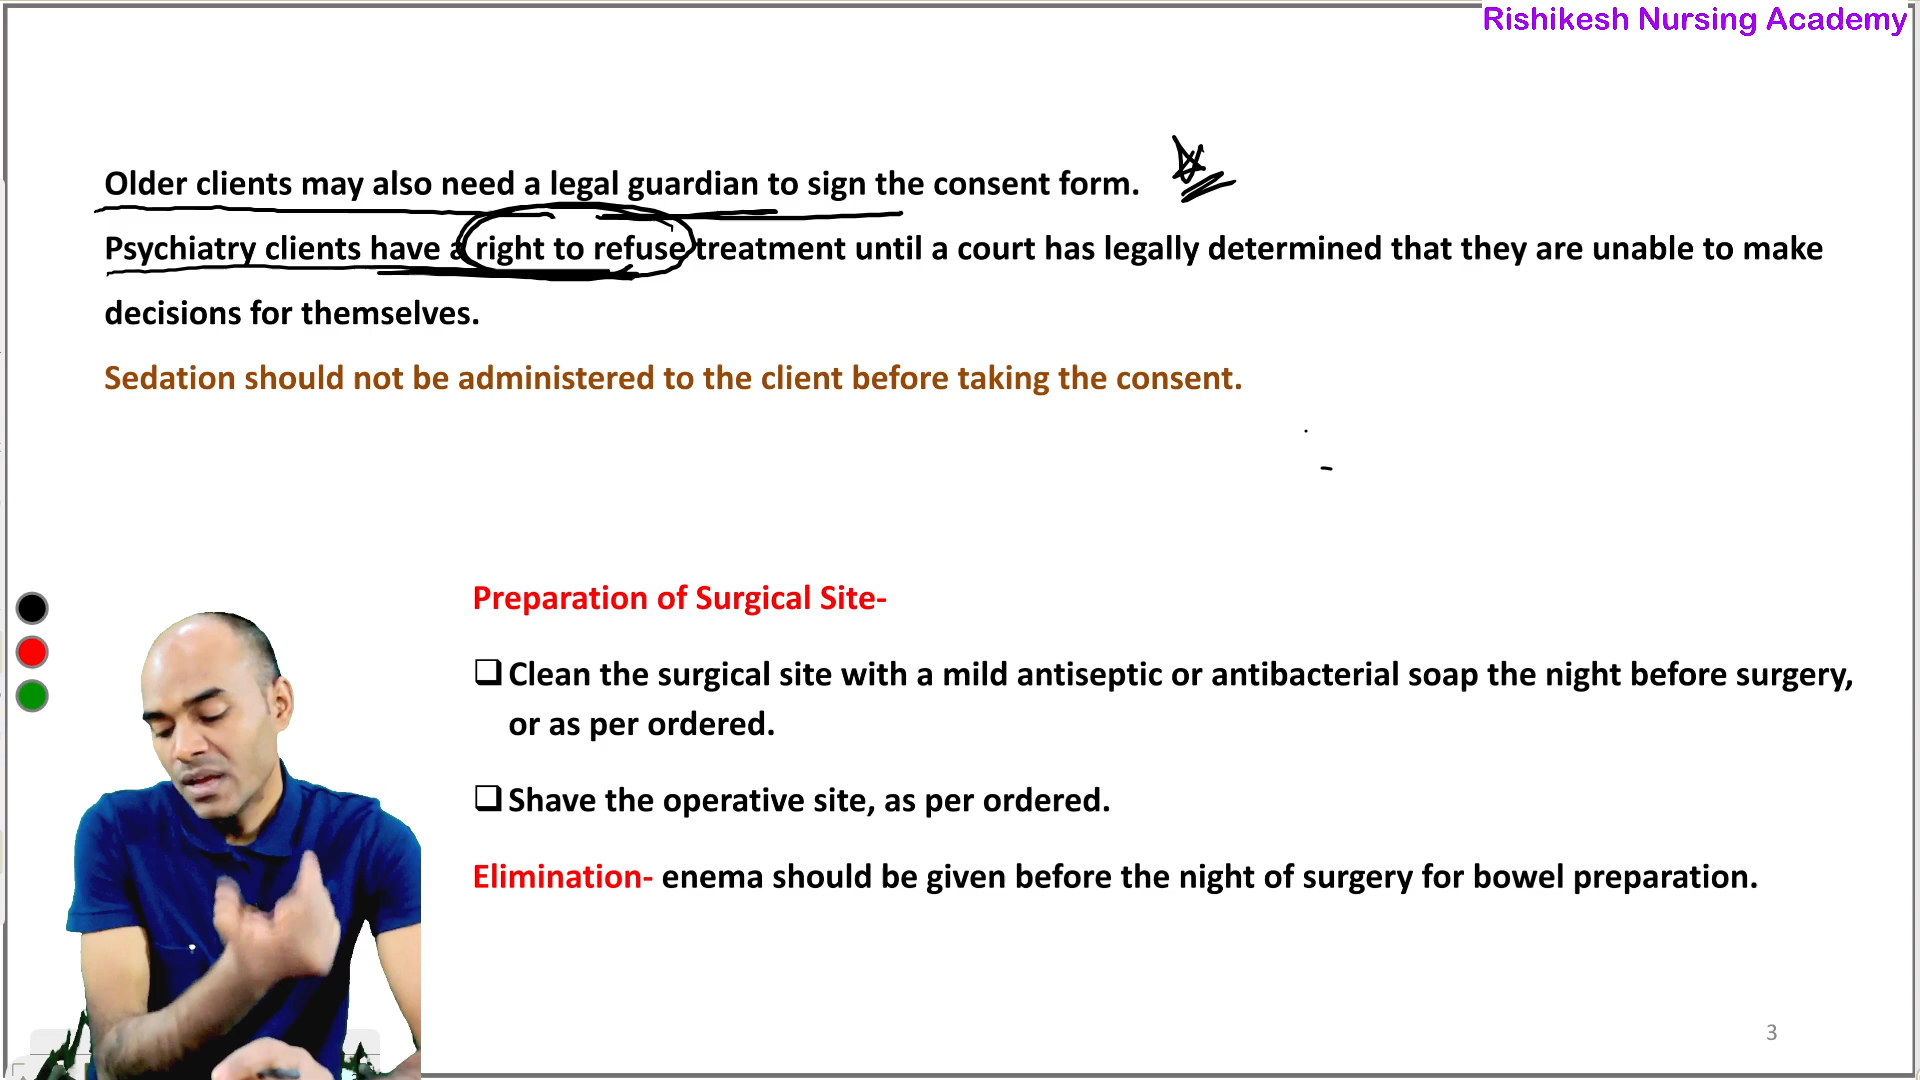 Rishikesh Nursing Academy
Older clients may also need a legal guardian to sign the consent form.
Psychiatry clients have a right to refuse treatment until a court has legally determined that they are unable to make
decisions for themselves.
Sedation should not be administered to the client before taking the consent.
Preparation of Surgical Site-
❑ Clean the surgical site with a mild antiseptic or antibacterial soap the night before surgery,
or as per ordered.
❑ Shave the operative site, as per ordered.
Elimination- enema should be given before the night of surgery for bowel preparation.
3